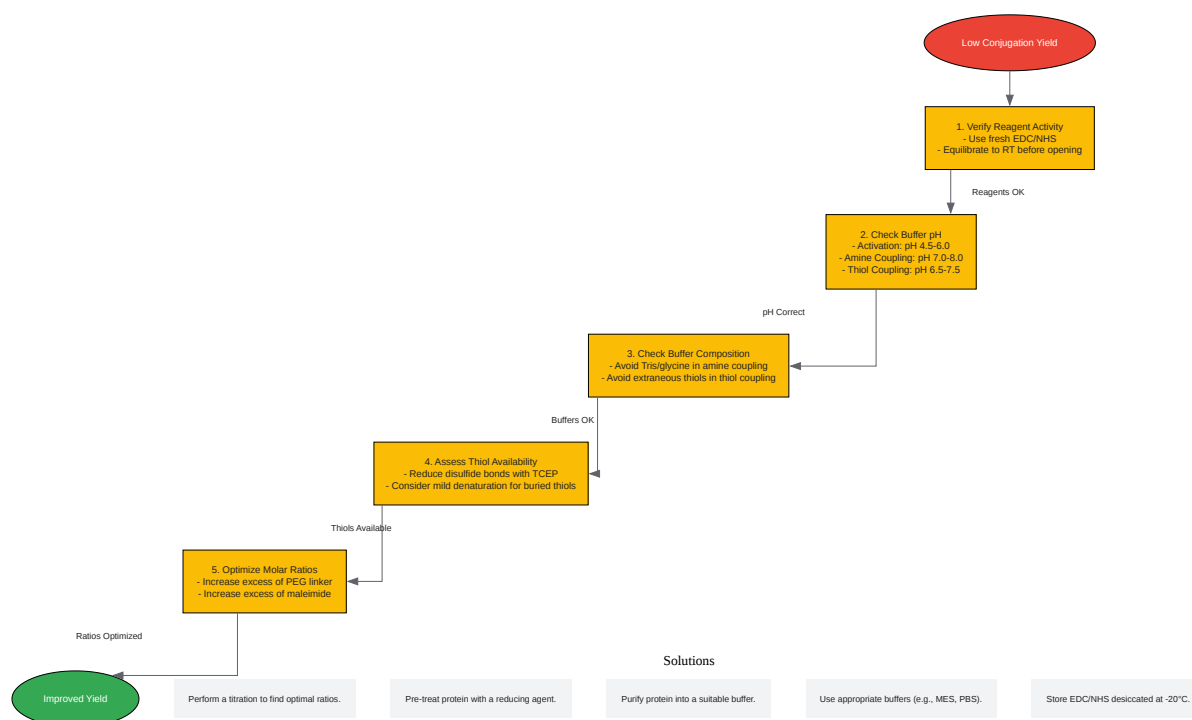 Low Conjugation Yield
1. Verify Reagent Activity
- Use fresh EDC/NHS
- Equilibrate to RT before opening
Reagents OK
2. Check Buffer pH
- Activation: pH 4.5-6.0
- Amine Coupling: pH 7.0-8.0
- Thiol Coupling: pH 6.5-7.5
pH Correct
3. Check Buffer Composition
- Avoid Tris/glycine in amine coupling
- Avoid extraneous thiols in thiol coupling
Buffers OK
4. Assess Thiol Availability
- Reduce disulfide bonds with TCEP
- Consider mild denaturation for buried thiols
Thiols Available
5. Optimize Molar Ratios
- Increase excess of PEG linker
- Increase excess of maleimide
Ratios Optimized
Improved Yield
Solutions
Perform a titration to find optimal ratios.
Pre-treat protein with a reducing agent.
Purify protein into a suitable buffer.
Use appropriate buffers (e.g., MES, PBS).
Store EDC/NHS desiccated at -20°C.